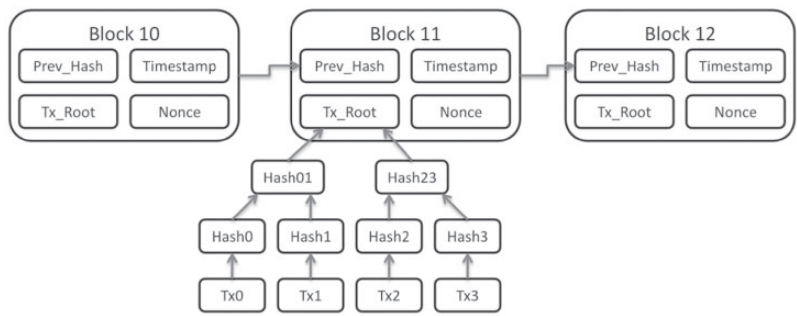 Block 10
Block 11
Block 12
Prev_Hash
Timestamp
Prev_Hash
Timestamp
Prev_Hash
Timestamp
Tx_Root
Nonce
Tx_Root
Nonce
Tx_Root
Nonce
Hash01
Hash23
Hash0
Hash1
Hash2
Hash3
Tx0
Tx1
Tx2
Tx3